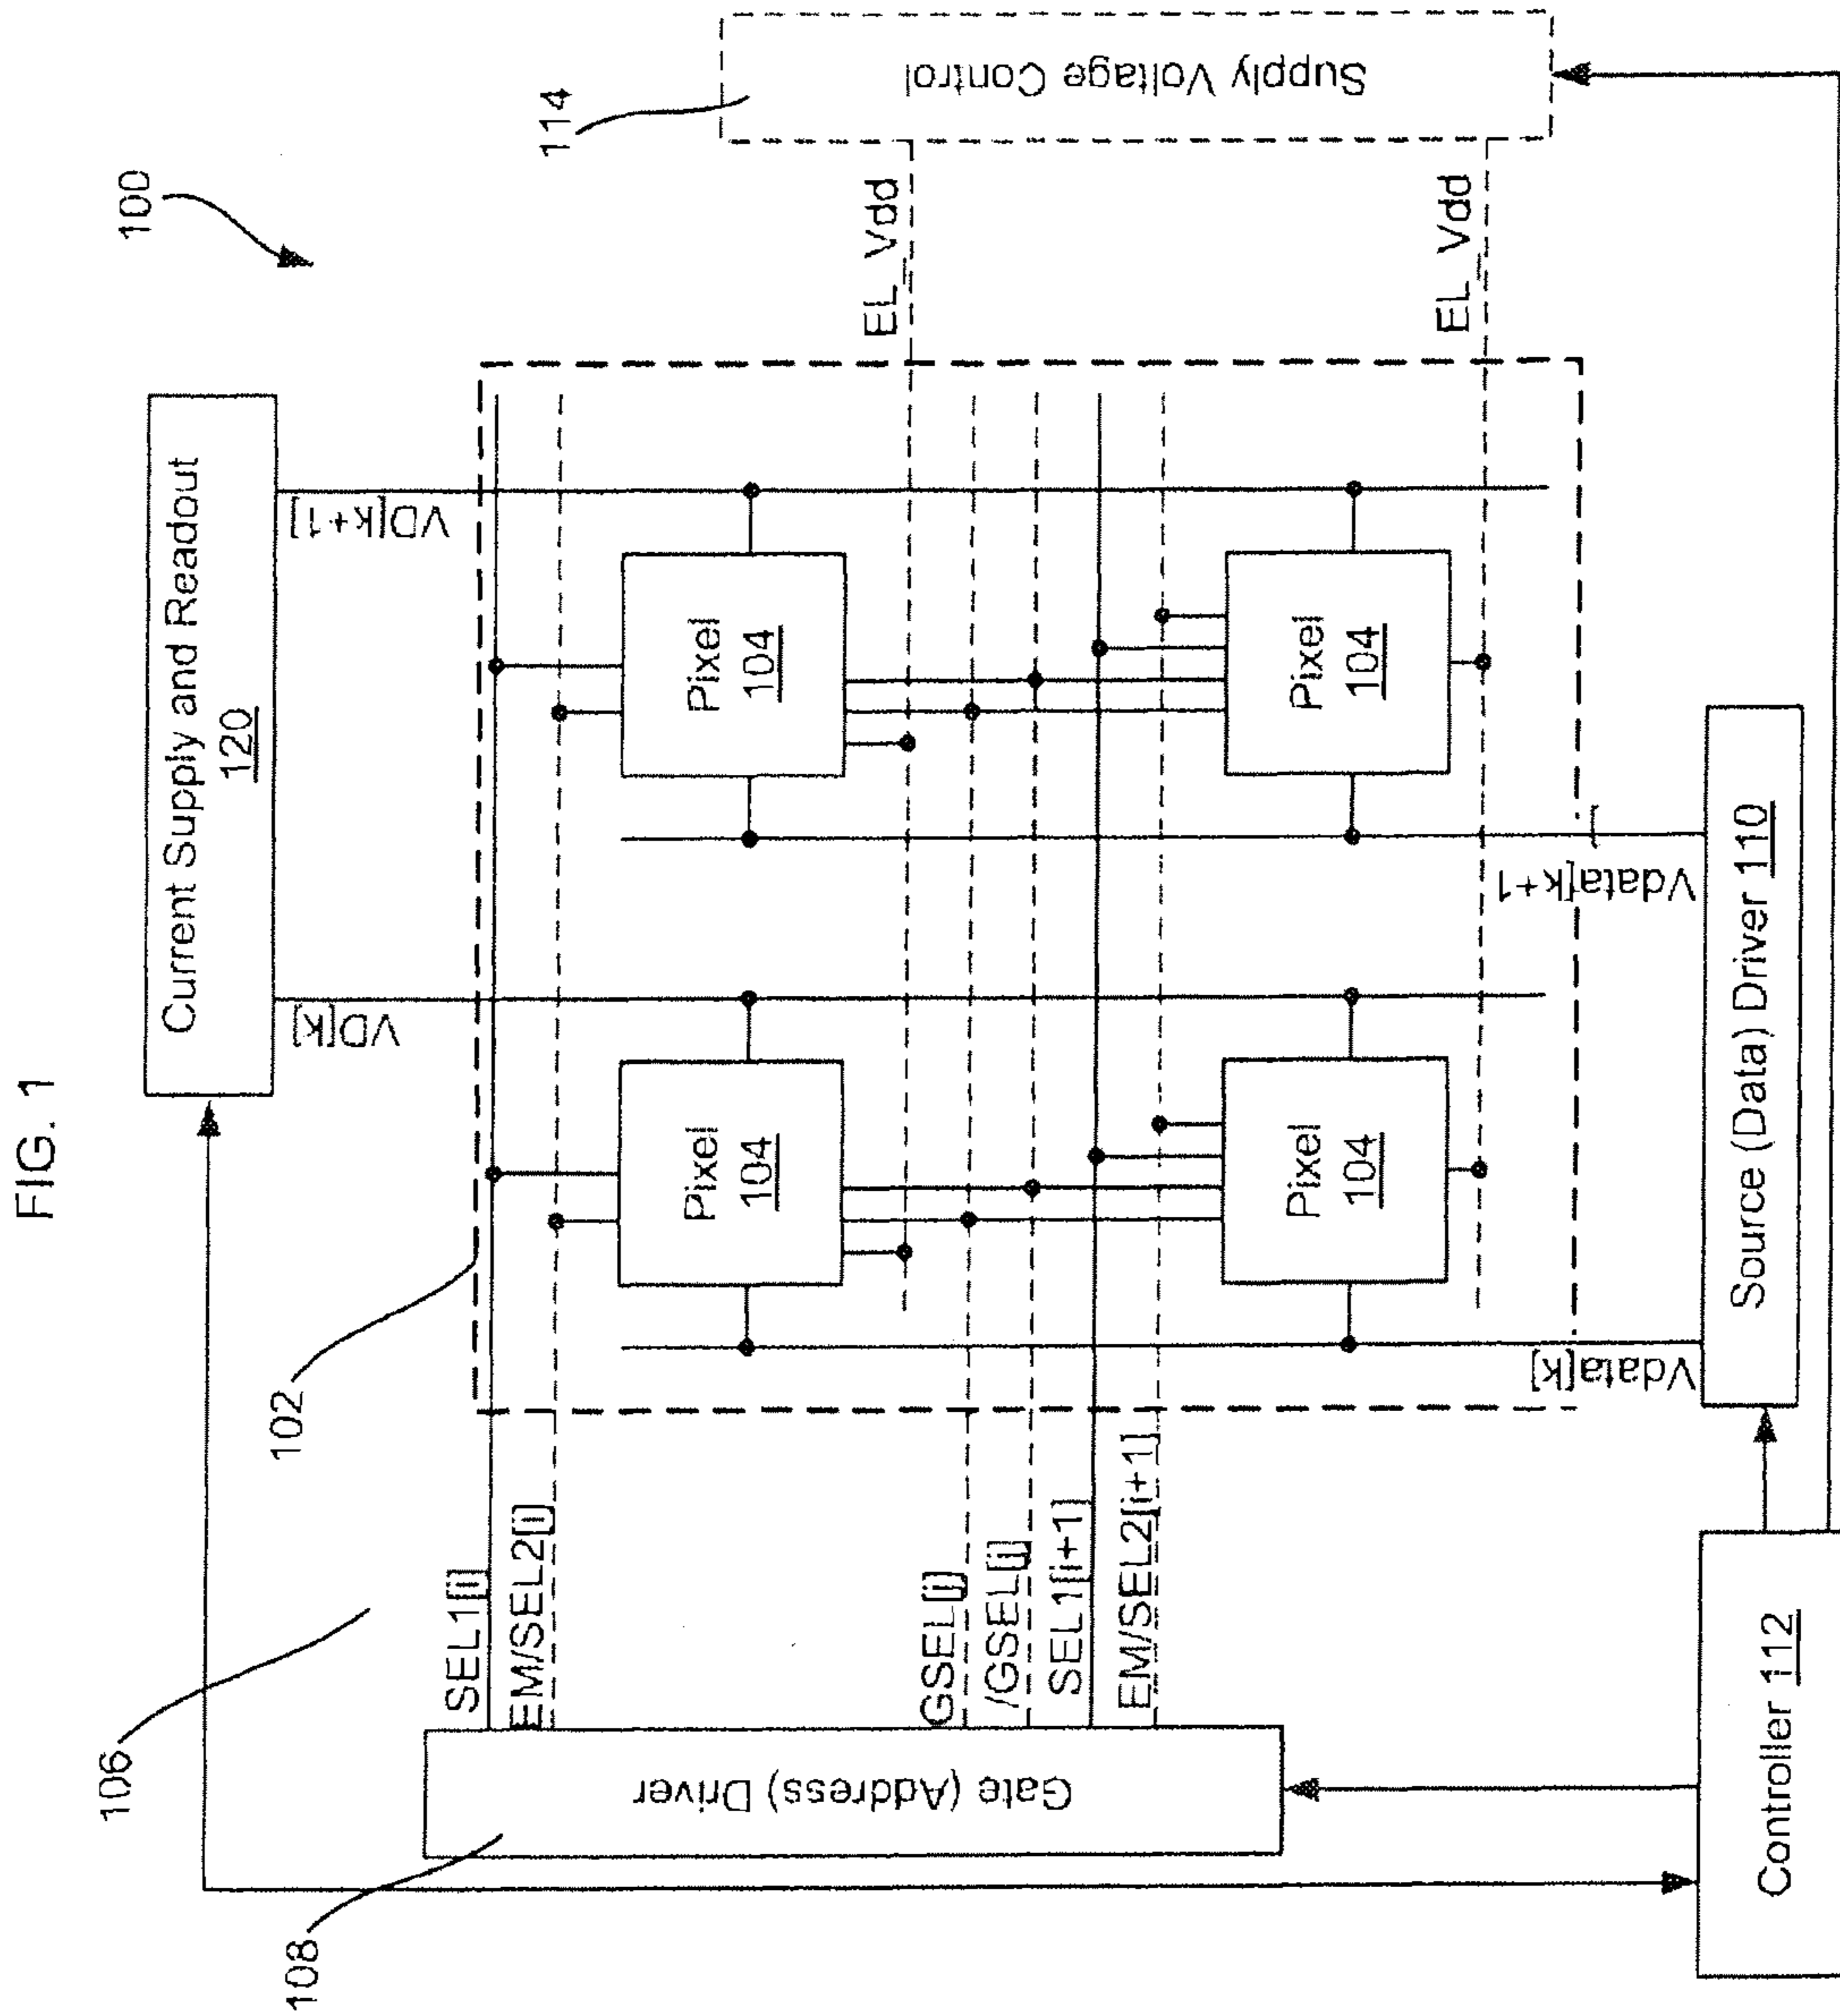 FIG. 1
100
Current Supply and Readout
120
VD[k]
VD[k+1]
102
106
114
Supply Voltage Control
SEL1[i]
EM/SEL2[i]
Pixel
104
Pixel
104
EL_Vdd
108
Gate (Address) Driver
GSEL[j]
/GSEL[j]
SEL1[i+1]
EM/SEL2[i+1]
Pixel
104
Pixel
104
EL_Vdd
Vdata[k]
Vdata[k+1]
Controller 112
Source (Data) Driver 110